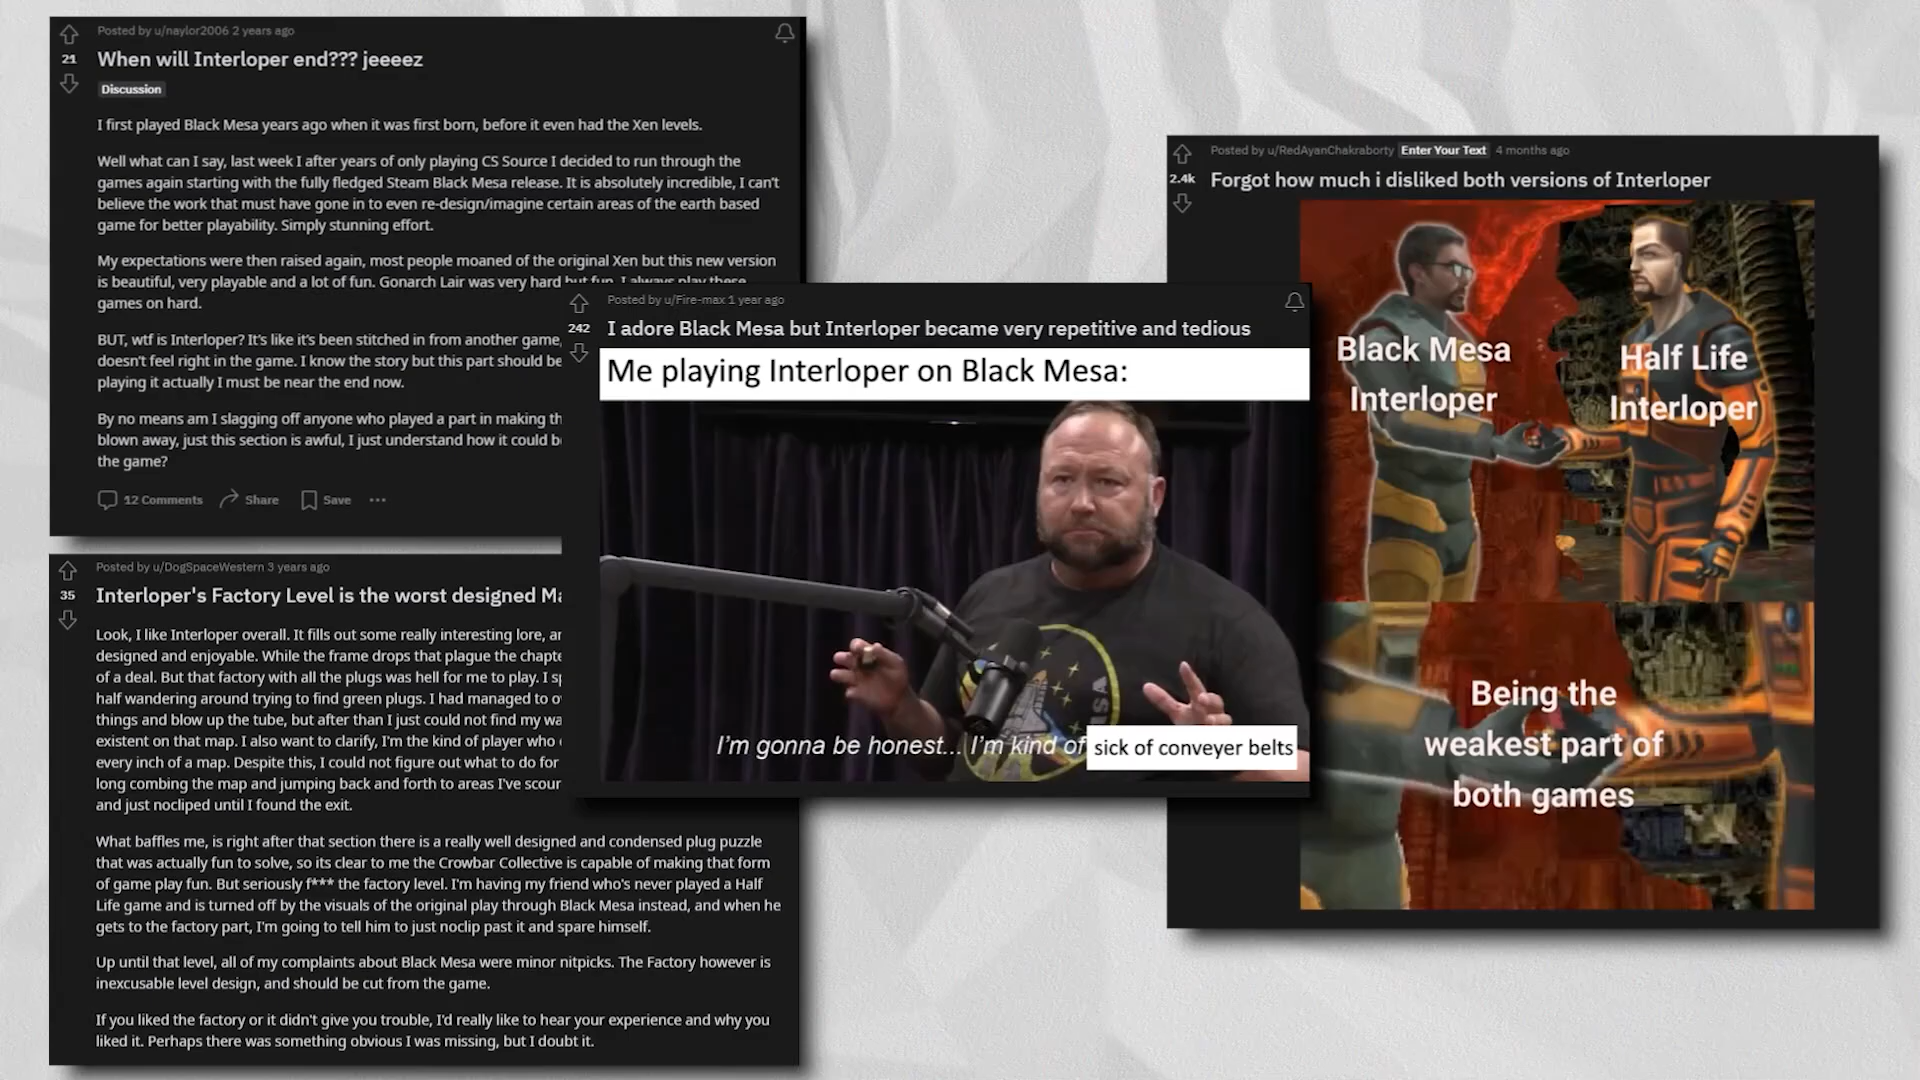 Posted by u/naylor2006 2 years ago
21
When will Interloper end??? jeeeez
Discussion
I first played Black Mesa years ago when it was first born, before it even had the Xen levels.
Well what can I say, last week I after years of only playing CS Source I decided to run through the
games again starting with the fully fledged Steam Black Mesa release. It is absolutely incredible, I can't
believe the work that must have gone in to even re-design/imagine certain areas of the earth based
game for better playability. Simply stunning effort.
My expectations were then raised again, most people moaned of the original Xen but this new version
is beautiful, very playable and a lot of fun. Gonarch Lair was very hard but fun. I always play these
games on hard.
BUT, wtf is Interloper? It's like it's been stitched in from another game,
doesn't feel right in the game. I know the story but this part should be
playing it actually I must be near the end now.
By no means am I slagging off anyone who played a part in making th
blown away, just this section is awful, I just understand how it could b
the game?
12 Comments Share Save
Posted by u/DogSpaceWestern 3 years ago
35
Interloper's Factory Level is the worst designed Ma
Look, I like Interloper overall. It fills out some really interesting lore, ar
designed and enjoyable. While the frame drops that plague the chapte
of a deal. But that factory with all the plugs was hell for me to play. I sp
half wandering around trying to find green plugs. I had managed to o
things and blow up the tube, but after than I just could not find my wa
existent on that map. I also want to clarify, I'm the kind of player who
every inch of a map. Despite this, I could not figure out what to do for
long combing the map and jumping back and forth to areas I've scour
and just nocliped until I found the exit.
What baffles me, is right after that section there is a really well designed and condensed plug puzzle
that was actually fun to solve, so its clear to me the Crowbar Collective is capable of making that form
of game play fun. But seriously f*** the factory level. I'm having my friend who's never played a Half
Life game and is turned off by the visuals of the original play through Black Mesa instead, and when he
gets to the factory part, I'm going to tell him to just noclip past it and spare himself.
Up until that level, all of my complaints about Black Mesa were minor nitpicks. The Factory however is
inexcusable level design, and should be cut from the game.
If you liked the factory or it didn't give you trouble, I'd really like to hear your experience and why you
liked it. Perhaps there was something obvious I was missing, but I doubt it.
Posted by u/Fire-max 1 year ago
242
I adore Black Mesa but Interloper became very repetitive and tedious
Me playing Interloper on Black Mesa:
I'm gonna be honest... I'm kind of sick of conveyer belts
Posted by u/RedAyanChakraborty Enter Your Text 4 months ago
2.4k
Forgot how much i disliked both versions of Interloper
Black Mesa
Interloper
Half Life
Interloper
Being the
weakest part of
both games